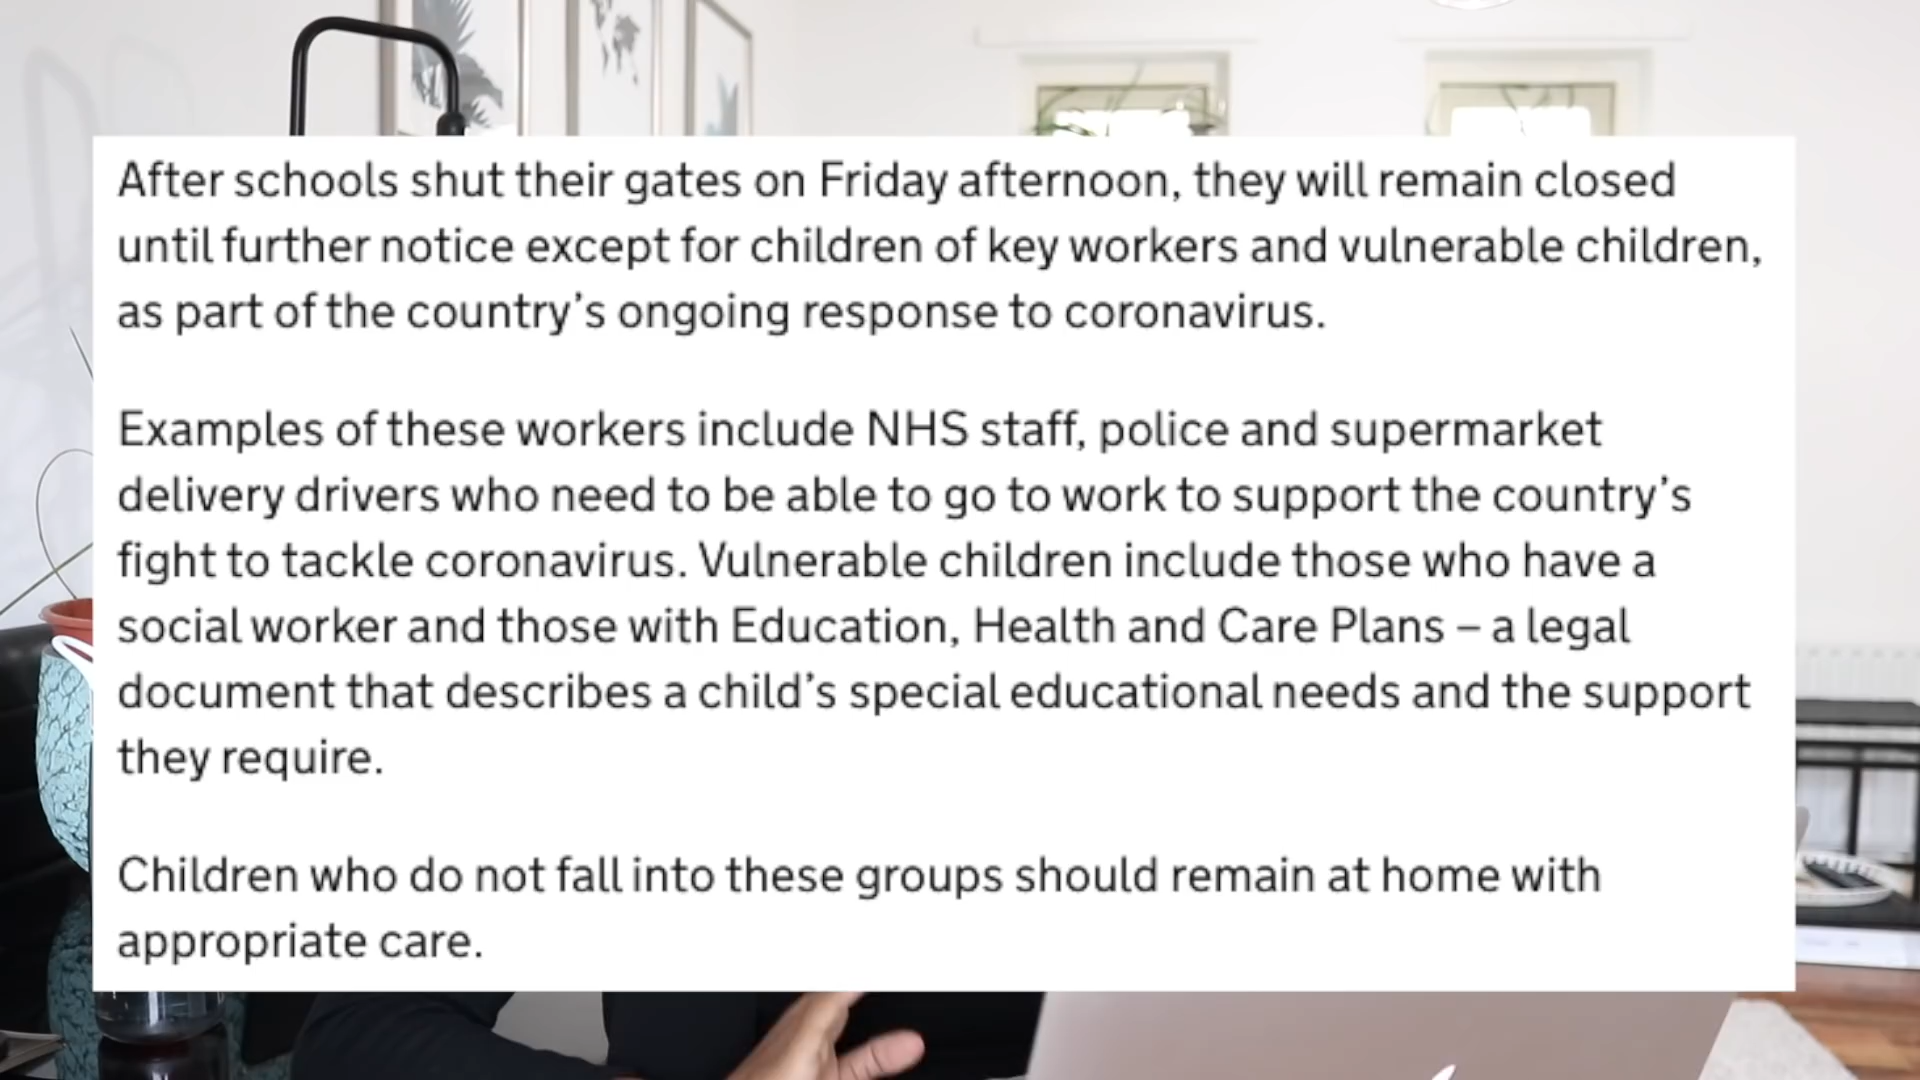 After schools shut their gates on Friday afternoon, they will remain closed
until further notice except for children of key workers and vulnerable children,
as part of the country’s ongoing response to coronavirus.
Examples of these workers include NHS staff, police and supermarket
delivery drivers who need to be able to go to work to support the country’s
fight to tackle coronavirus. Vulnerable children include those who have a
social worker and those with Education, Health and Care Plans – a legal
document that describes a child’s special educational needs and the support
they require.
Children who do not fall into these groups should remain at home with
appropriate care.